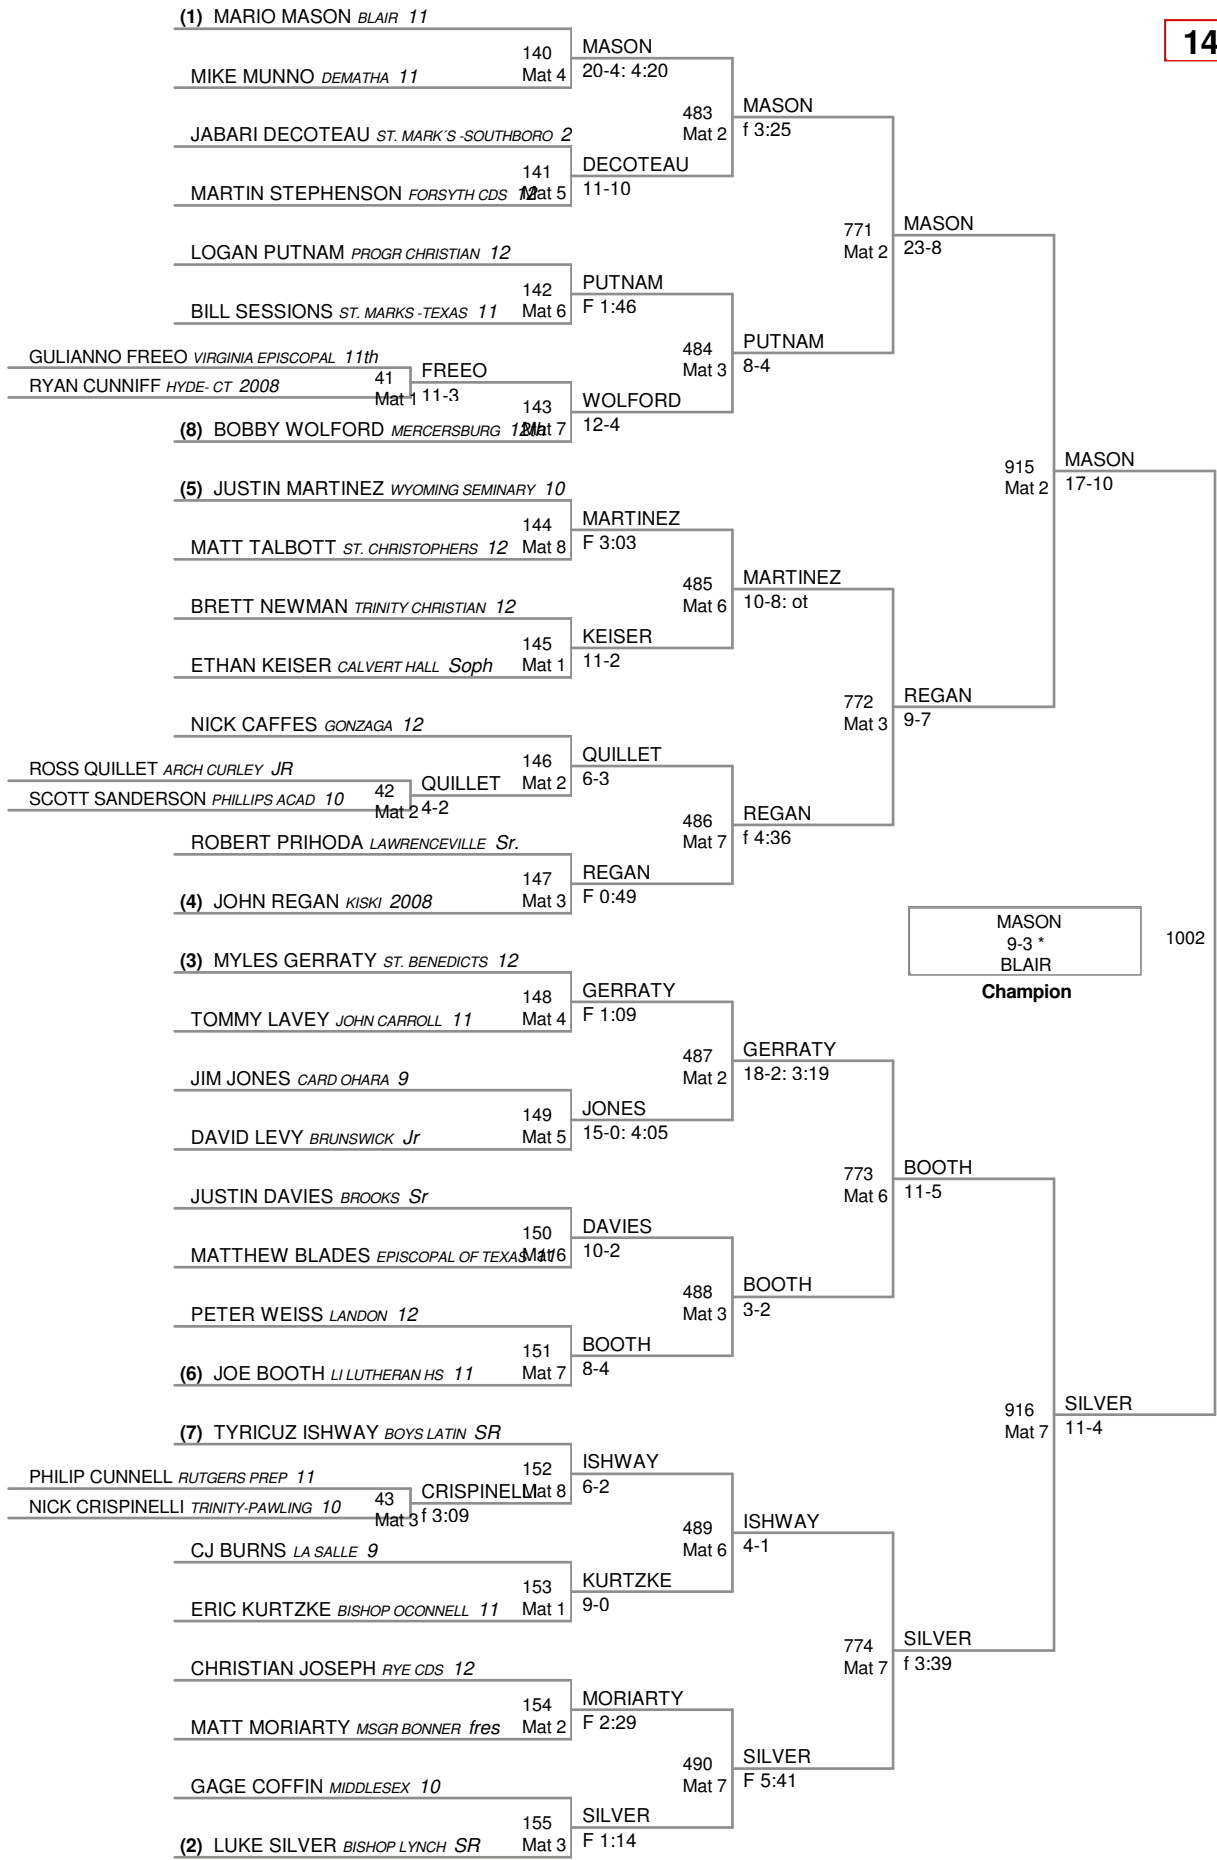 (1) MARIO MASON BLAIR 11
14
140 MASON
Mat 4 20-4: 4:20
MIKE MUNNO DEMATHA 11
483 MASON
Mat 2 f 3:25
JABARI DECOTEAU ST. MARK'S -SOUTHBORO 2
141 DECOTEAU
Mat 5 11-10
MARTIN STEPHENSON FORSYTH CDS 12
771 MASON
Mat 2 23-8
LOGAN PUTNAM PROGR CHRISTIAN 12
142 PUTNAM
Mat 6 F 1:46
BILL SESSIONS ST. MARKS -TEXAS 11
484 PUTNAM
Mat 3 8-4
GULIANNO FREEO VIRGINIA EPISCOPAL 11th
41 FREEO
Mat 1 11-3
RYAN CUNNIFF HYDE- CT 2008
143 WOLFORD
Mat 7 12-4
(8) BOBBY WOLFORD MERCERSBURG 12th
915 MASON
Mat 2 17-10
(5) JUSTIN MARTINEZ WYOMING SEMINARY 10
144 MARTINEZ
Mat 8 F 3:03
MATT TALBOTT ST. CHRISTOPHERS 12
485 MARTINEZ
Mat 6 10-8: ot
BRETT NEWMAN TRINITY CHRISTIAN 12
145 KEISER
Mat 1 11-2
ETHAN KEISER CALVERT HALL Soph
772 REGAN
Mat 3 9-7
NICK CAFFES GONZAGA 12
146 QUILLET
Mat 2 6-3
ROSS QUILLET ARCH CURLEY JR
42 QUILLET
Mat 2 4-2
SCOTT SANDERSON PHILLIPS ACAD 10
486 REGAN
Mat 7 f 4:36
ROBERT PRIHODA LAWRENCEVILLE Sr.
147 REGAN
Mat 3 F 0:49
(4) JOHN REGAN KISKI 2008
MASON
9-3 *
BLAIR
Champion
1002
(3) MYLES GERRATY ST. BENEDICTS 12
148 GERRATY
Mat 4 F 1:09
TOMMY LAVEY JOHN CARROLL 11
487 GERRATY
Mat 2 18-2: 3:19
JIM JONES CARD OHARA 9
149 JONES
Mat 5 15-0: 4:05
DAVID LEVY BRUNSWICK Jr
773 BOOTH
Mat 6 11-5
JUSTIN DAVIES BROOKS Sr
150 DAVIES
Mat 6 10-2
MATTHEW BLADES EPISCOPAL OF TEXAS 11
488 BOOTH
Mat 3 3-2
PETER WEISS LANDON 12
151 BOOTH
Mat 7 8-4
(6) JOE BOOTH LI LUTHERAN HS 11
916 SILVER
Mat 7 11-4
(7) TYRICUZ ISHWAY BOYS LATIN SR
152 ISHWAY
Mat 8 6-2
PHILIP CUNNELL RUTGERS PREP 11
43 CRISPINELLI
Mat 3 f 3:09
NICK CRISPINELLI TRINITY-PAWLING 10
489 ISHWAY
Mat 6 4-1
CJ BURNS LA SALLE 9
153 KURTZKE
Mat 1 9-0
ERIC KURTZKE BISHOP OCONNELL 11
774 SILVER
Mat 7 f 3:39
CHRISTIAN JOSEPH RYE CDS 12
154 MORIARTY
Mat 2 F 2:29
MATT MORIARTY MSGR BONNER fres
490 SILVER
Mat 7 F 5:41
GAGE COFFIN MIDDLESEX 10
155 SILVER
Mat 3 F 1:14
(2) LUKE SILVER BISHOP LYNCH SR